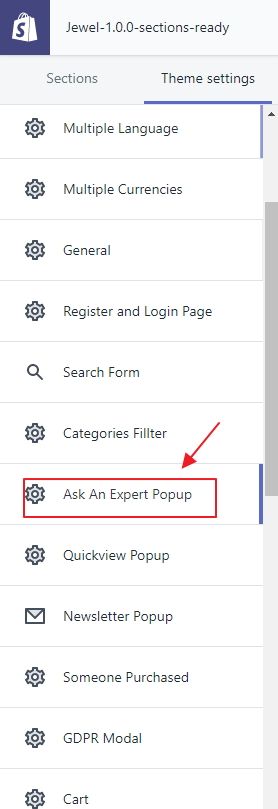 Jewel-1.0.0-sections-ready
Sections Theme settings
Multiple Language
Multiple Currencies
General
Register and Login Page
Search Form
Categories Fillter
Ask An Expert Popup
Quickview Popup
Newsletter Popup
Someone Purchased
GDPR Modal
Cart